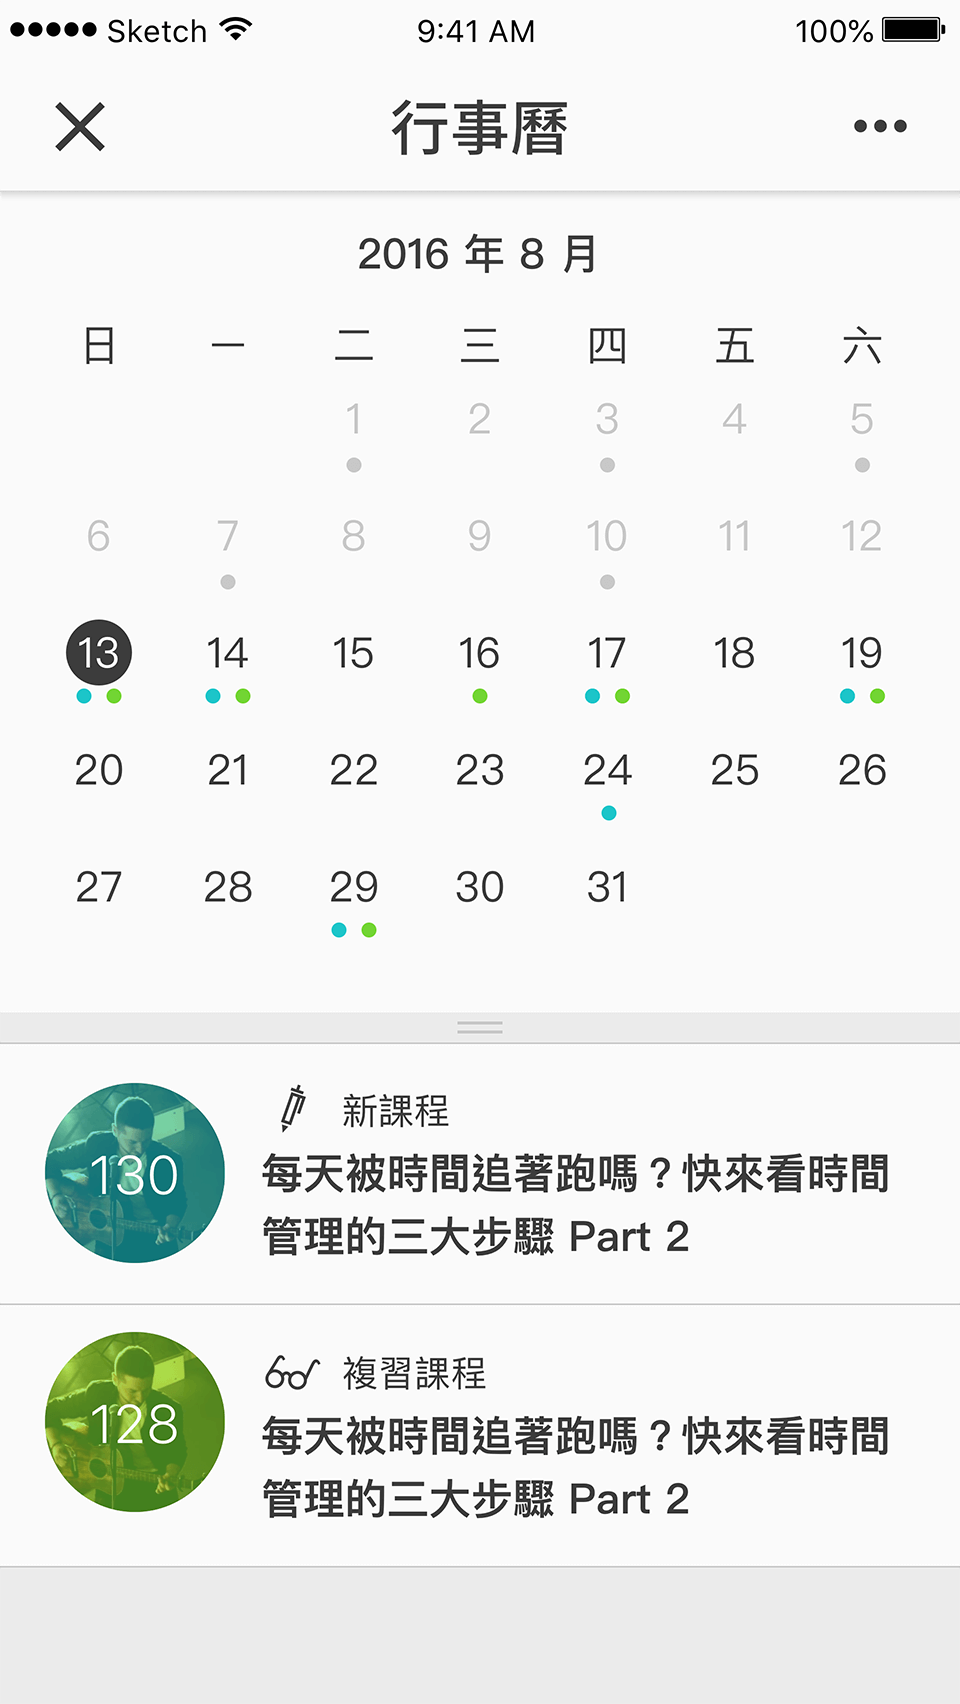 Sketch 9:41 AM 100%
行事曆
2016 年 8 月
日 一 二 三 四 五 六
1 2 3 4 5
6 7 8 9 10 11 12
13 14 15 16 17 18 19
20 21 22 23 24 25 26
27 28 29 30 31
130
新課程
每天被時間追著跑嗎？快來看時間
管理的三大步驟 Part 2
128
複習課程
每天被時間追著跑嗎？快來看時間
管理的三大步驟 Part 2